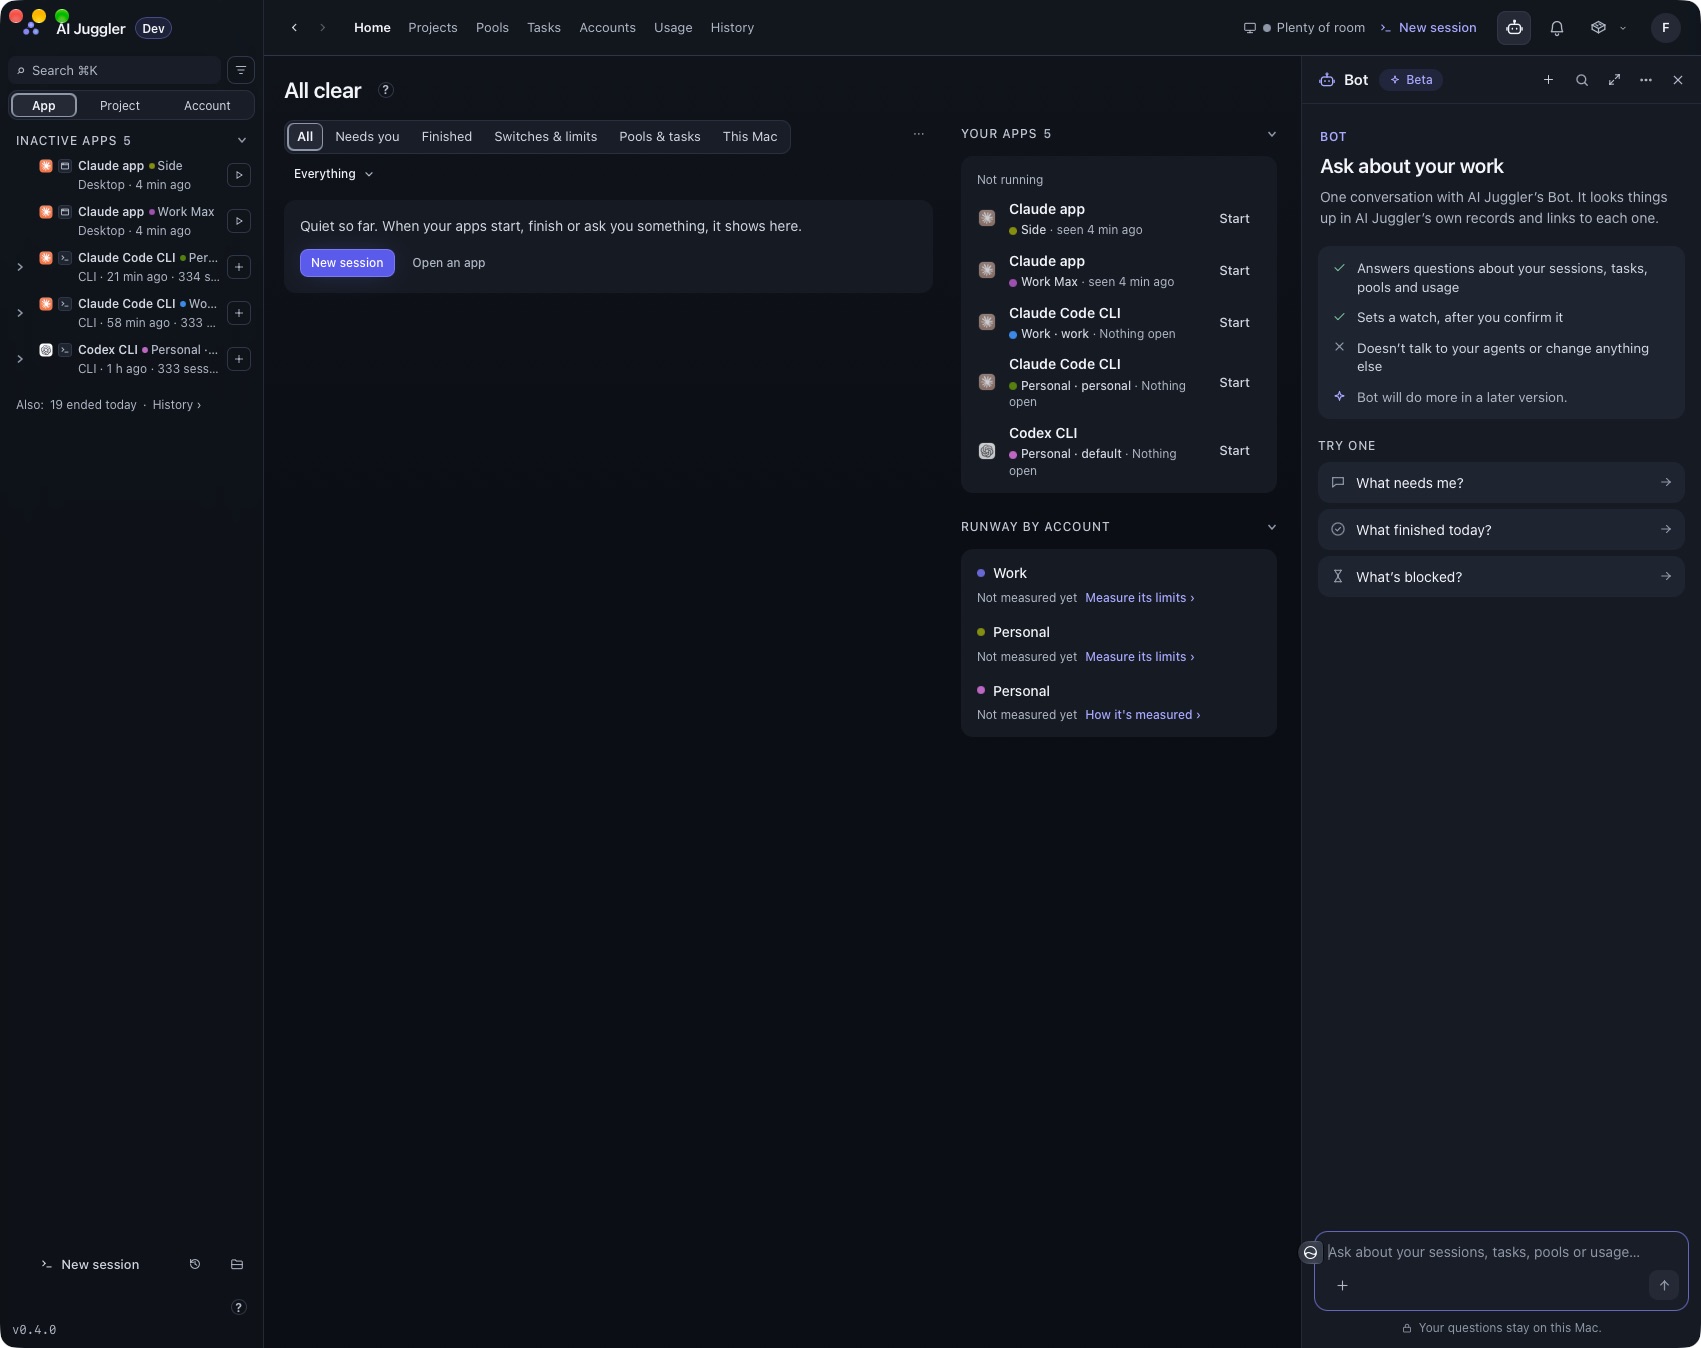 AI Juggler Dev
Search ⌘K
App Project Account
INACTIVE APPS 5
Claude app Side
Desktop · 4 min ago
Claude app Work Max
Desktop · 4 min ago
Claude Code CLI Per...
CLI · 21 min ago · 334 s...
Claude Code CLI Wo...
CLI · 58 min ago · 333 ...
Codex CLI Personal ·...
CLI · 1 h ago · 333 sess...
Also: 19 ended today · History ›
New session
?
v0.4.0
Home Projects Pools Tasks Accounts Usage History
Plenty of room
New session
F
All clear ?
All Needs you Finished Switches & limits Pools & tasks This Mac
Everything
Quiet so far. When your apps start, finish or ask you something, it shows here.
New session Open an app
YOUR APPS 5
Not running
Claude app
Side · seen 4 min ago
Start
Claude app
Work Max · seen 4 min ago
Start
Claude Code CLI
Work · work · Nothing open
Start
Claude Code CLI
Personal · personal · Nothing
open
Start
Codex CLI
Personal · default · Nothing
open
Start
RUNWAY BY ACCOUNT
Work
Not measured yet Measure its limits ›
Personal
Not measured yet Measure its limits ›
Personal
Not measured yet How it's measured ›
Bot Beta
BOT
Ask about your work
One conversation with AI Juggler’s Bot. It looks things
up in AI Juggler’s own records and links to each one.
Answers questions about your sessions, tasks,
pools and usage
Sets a watch, after you confirm it
Doesn’t talk to your agents or change anything
else
Bot will do more in a later version.
TRY ONE
What needs me?
What finished today?
What’s blocked?
Ask about your sessions, tasks, pools or usage...
Your questions stay on this Mac.